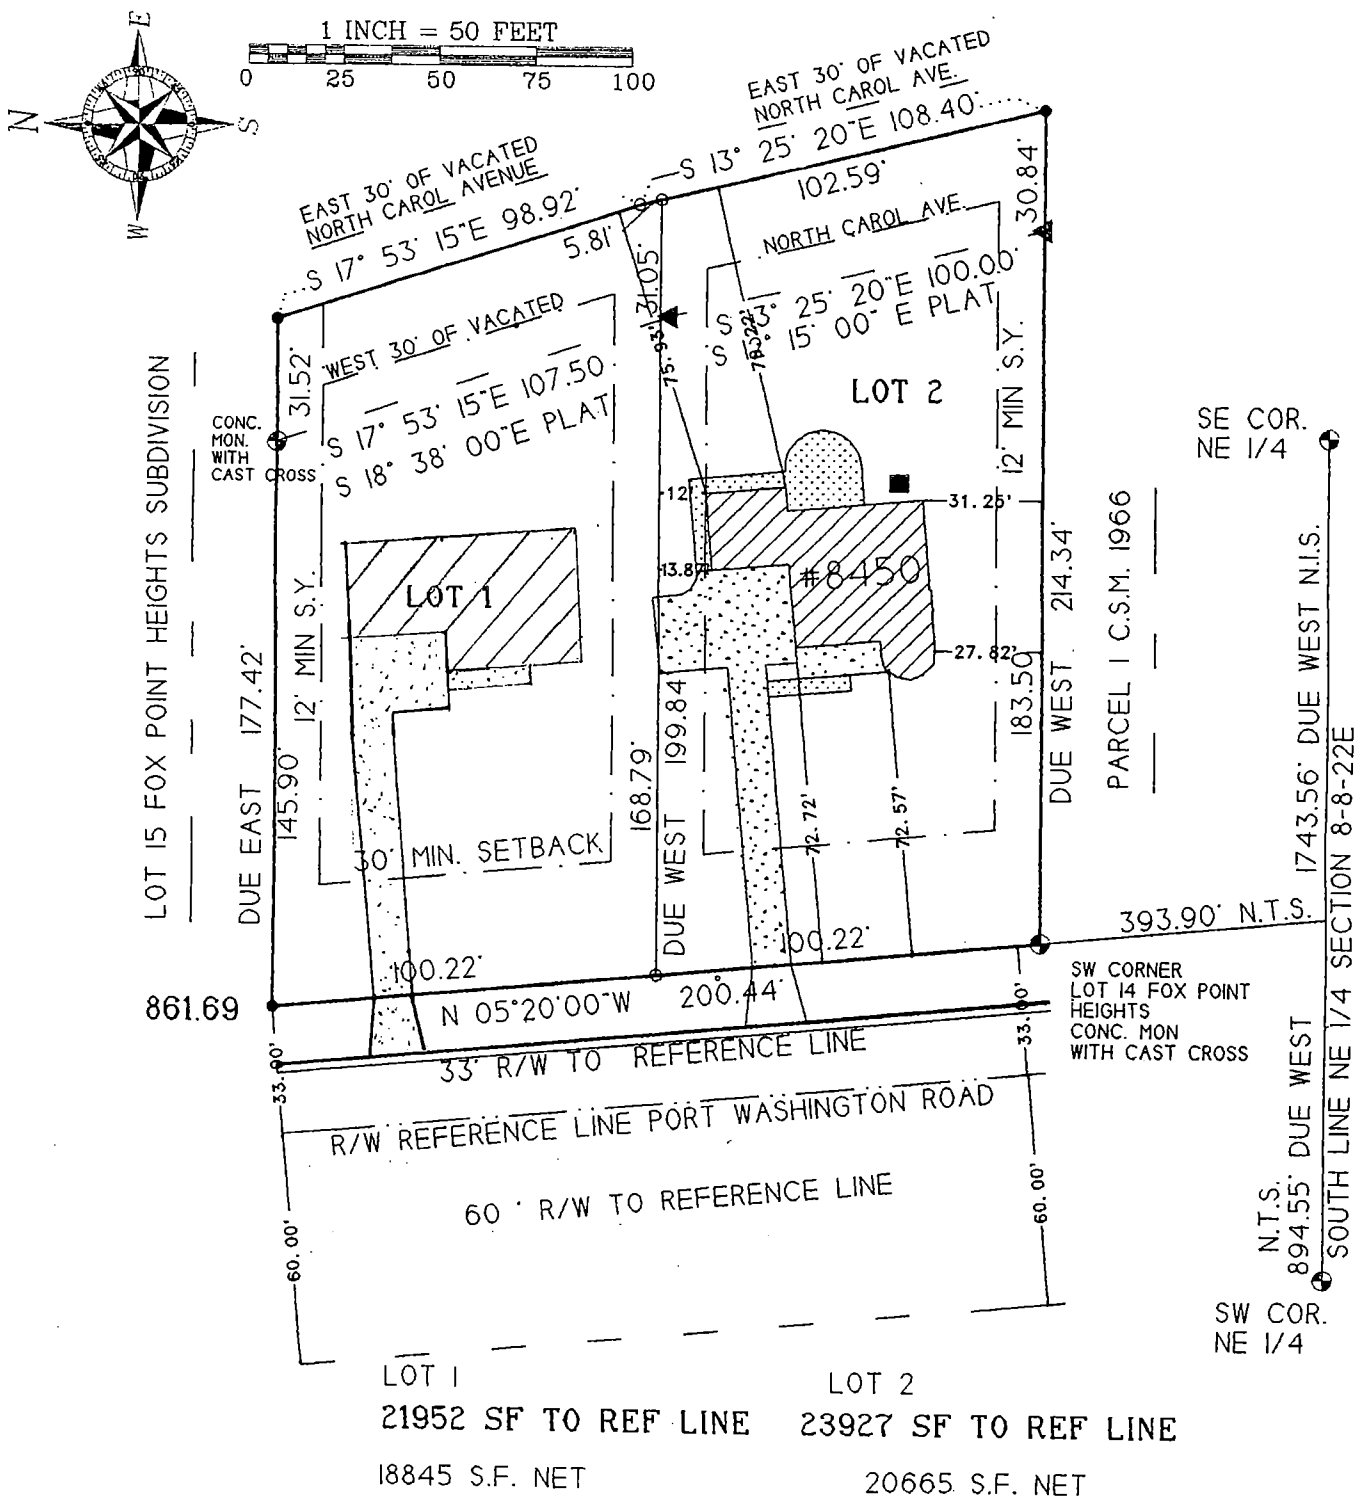 1 INCH = 50 FEET
0 25 50 75 100
N
E
S
W
EAST 30' OF VACATED
NORTH CAROL AVE.
S 13° 25' 20"E 108.40'
102.59'
30.84'
EAST 30' OF VACATED
NORTH CAROL AVENUE
S 17° 53' 15"E 98.92'
5.81'
31.05'
NORTH CAROL AVE.
S 13° 25' 20"E 100.00'
15' 00" E PLAT
WEST 30' OF VACATED
S 17° 53' 15"E 107.50
S 18° 38' 00"E PLAT
31.52'
CONC.
MON.
WITH
CAST CROSS
75.93'
LOT 2
12' MIN S.Y.
SE COR.
NE 1/4
LOT 15 FOX POINT HEIGHTS SUBDIVISION
12'
31.25'
13.87'
#8450
LOT 1
12' MIN S.Y.
27.82'
DUE WEST 214.34'
183.50'
PARCEL 1 C.S.M. 1966
1743.56' DUE WEST N.I.S.
DUE EAST 177.42'
145.90'
168.79'
DUE WEST 199.84
72.72'
72.57'
30' MIN. SETBACK
393.90' N.T.S.
100.22'
100.22'
861.69
N 05°20'00"W 200.44'
SW CORNER
LOT 14 FOX POINT
HEIGHTS
CONC. MON
WITH CAST CROSS
33.00'
33.00'
33' R/W TO REFERENCE LINE
R/W REFERENCE LINE PORT WASHINGTON ROAD
60 ' R/W TO REFERENCE LINE
60.00'
60.00'
N.T.S.
894.55' DUE WEST
SOUTH LINE NE 1/4 SECTION 8-8-22E
SW COR.
NE 1/4
LOT 1
21952 SF TO REF LINE
18845 S.F. NET
LOT 2
23927 SF TO REF LINE
20665 S.F. NET